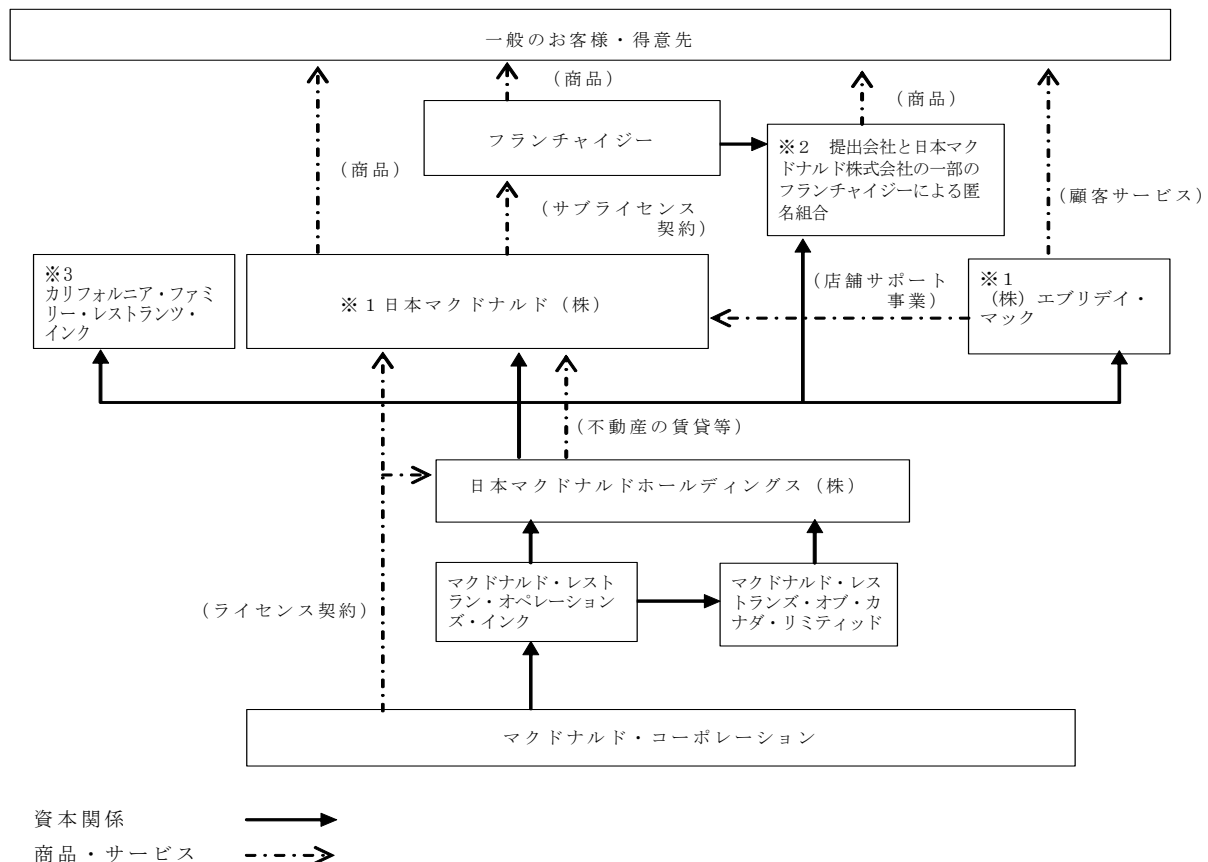 一般のお客様・得意先
（商品）
（商品）
フランチャイジー
※２　提出会社と日本マク
ドナルド株式会社の一部の
フランチャイジーによる匿
名組合
（商品）
（顧客サービス）
（サブライセンス
契約）
※3
カリフォルニア・ファミ
リー・レストランツ・
インク
※１日本マクドナルド（株）
（店舗サポート
事業）
※１
（株）エブリデイ・
マック
（不動産の賃貸等）
日本マクドナルドホールディングス（株）
マクドナルド・レスト
ラン・オペレーション
ズ・インク
マクドナルド・レス
トランズ・オブ・カ
ナダ・リミティッド
（ライセンス契約）
マクドナルド・コーポレーション
資本関係
商品・サービス